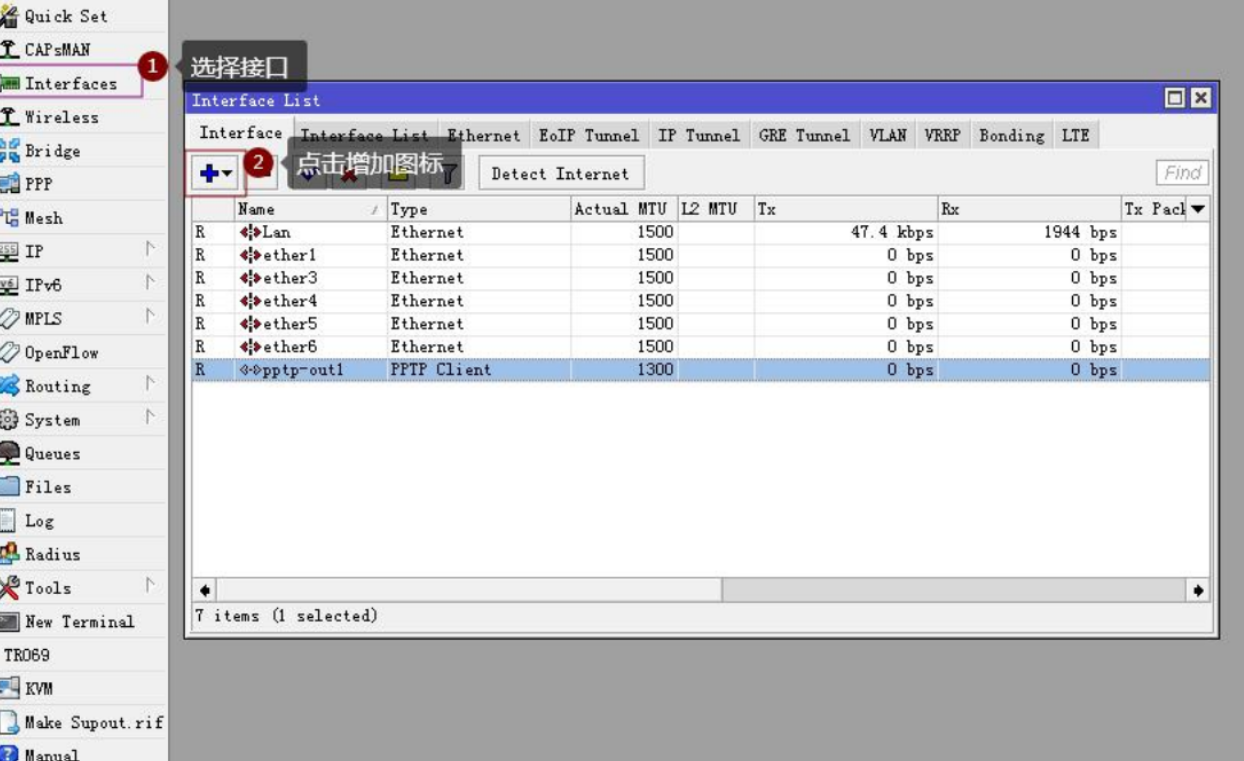 Quick Set
CAPsMAN
Interfaces
Wireless
Bridge
PPP
Mesh
255 IP
v6 IPv6
MPLS
OpenFlow
Routing
System
Queues
Files
Log
Radius
Tools
New Terminal
TR069
KVM
Make Supout.rif
Manual
1 选择接口
Interface List
Interface Interface List Ethernet EoIP Tunnel IP Tunnel GRE Tunnel VLAN VRRP Bonding LTE
2 点击增加图标 Detect Internet Find
Name Type Actual MTU L2 MTU Tx Rx Tx Pack
R Lan Ethernet 1500 47.4 kbps 1944 bps
R ether1 Ethernet 1500 0 bps 0 bps
R ether3 Ethernet 1500 0 bps 0 bps
R ether4 Ethernet 1500 0 bps 0 bps
R ether5 Ethernet 1500 0 bps 0 bps
R ether6 Ethernet 1500 0 bps 0 bps
R pptp-out1 PPTP Client 1300 0 bps 0 bps
7 items (1 selected)